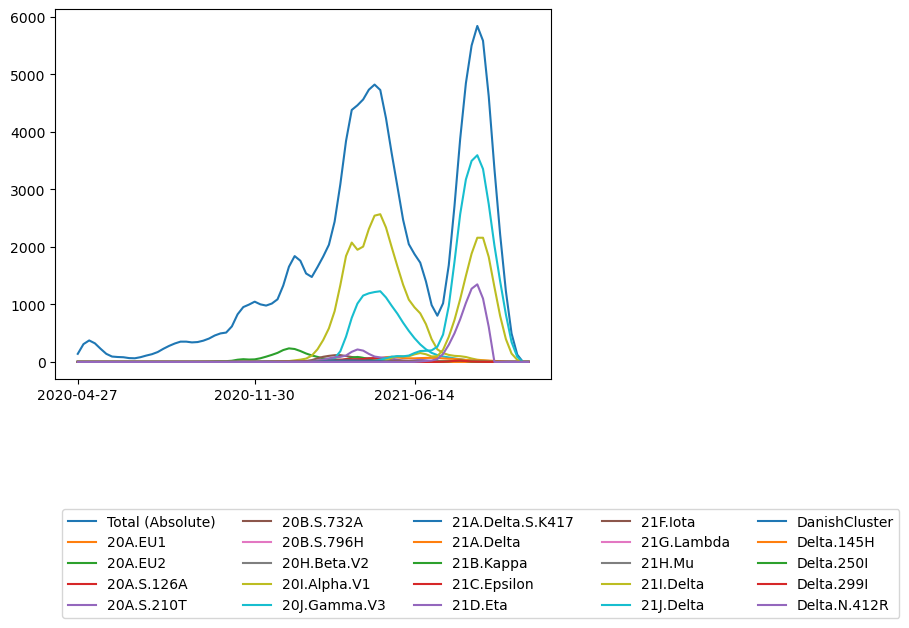 6000
5000
4000
3000
2000
1000
0
2020-04-27 2020-11-30 2021-06-14
Total (Absolute) 20B.S.732A 21A.Delta.S.K417 21F.Iota DanishCluster
20A.EU1 20B.S.796H 21A.Delta 21G.Lambda Delta.145H
20A.EU2 20H.Beta.V2 21B.Kappa 21H.Mu Delta.250I
20A.S.126A 20I.Alpha.V1 21C.Epsilon 21I.Delta Delta.299I
20A.S.210T 20J.Gamma.V3 21D.Eta 21J.Delta Delta.N.412R